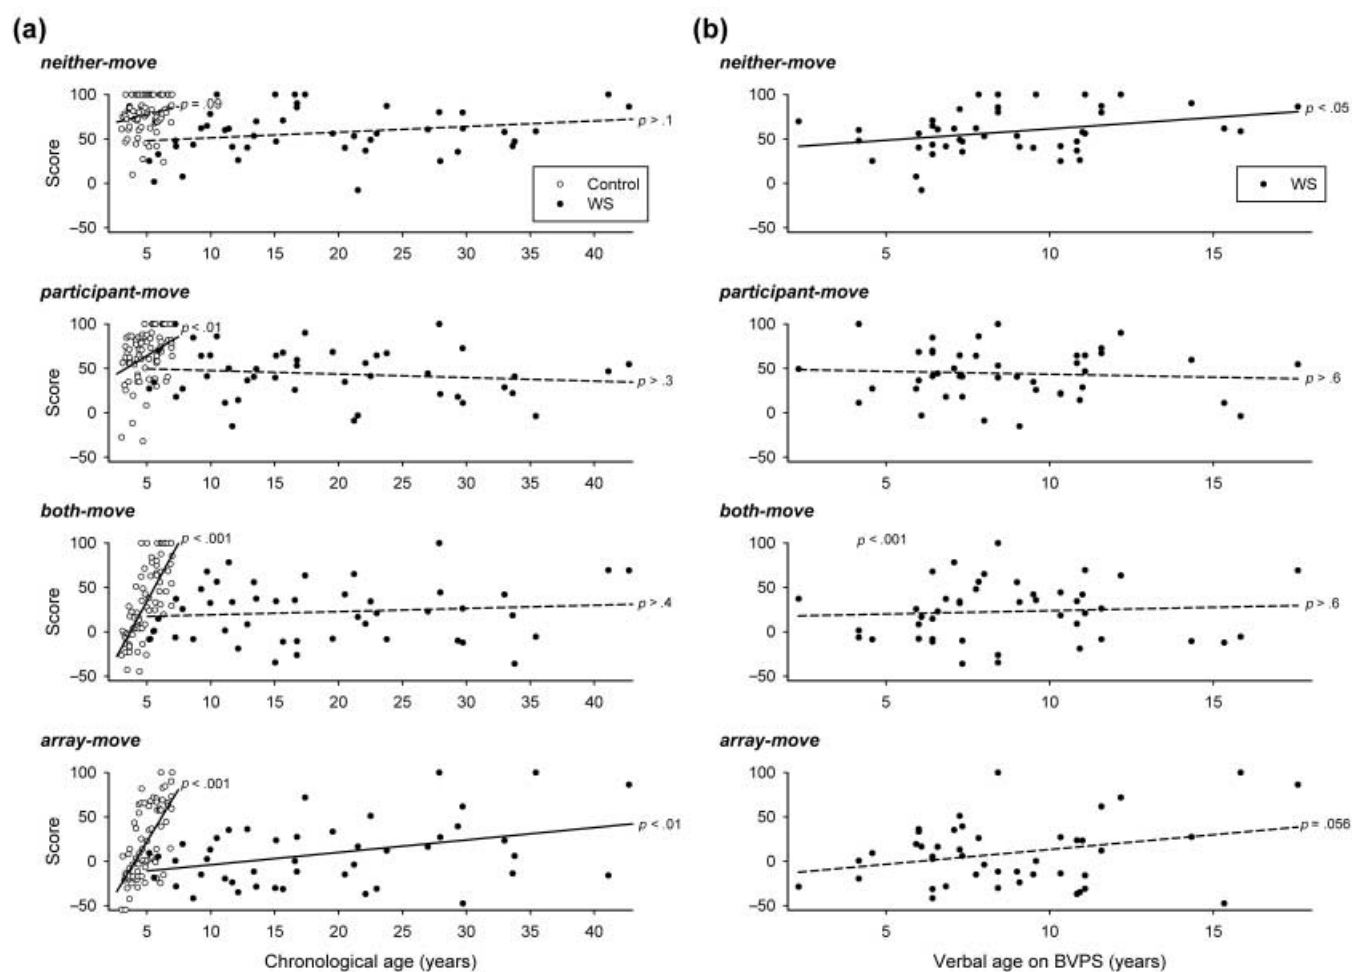 (a)
neither-move
100
50
0
–50
Score
p = .09
p > .1
Control
WS
5 10 15 20 25 30 35 40
participant-move
100
50
0
–50
Score
p < .01
p > .3
5 10 15 20 25 30 35 40
both-move
100
50
0
–50
Score
p < .001
p > .4
5 10 15 20 25 30 35 40
array-move
100
50
0
–50
Score
p < .001
p < .01
5 10 15 20 25 30 35 40
Chronological age (years)
(b)
neither-move
100
50
0
–50
p < .05
WS
5 10 15
participant-move
100
50
0
–50
p > .6
5 10 15
both-move
100
50
0
–50
p < .001
p > .6
5 10 15
array-move
100
50
0
–50
p = .056
5 10 15
Verbal age on BVPS (years)